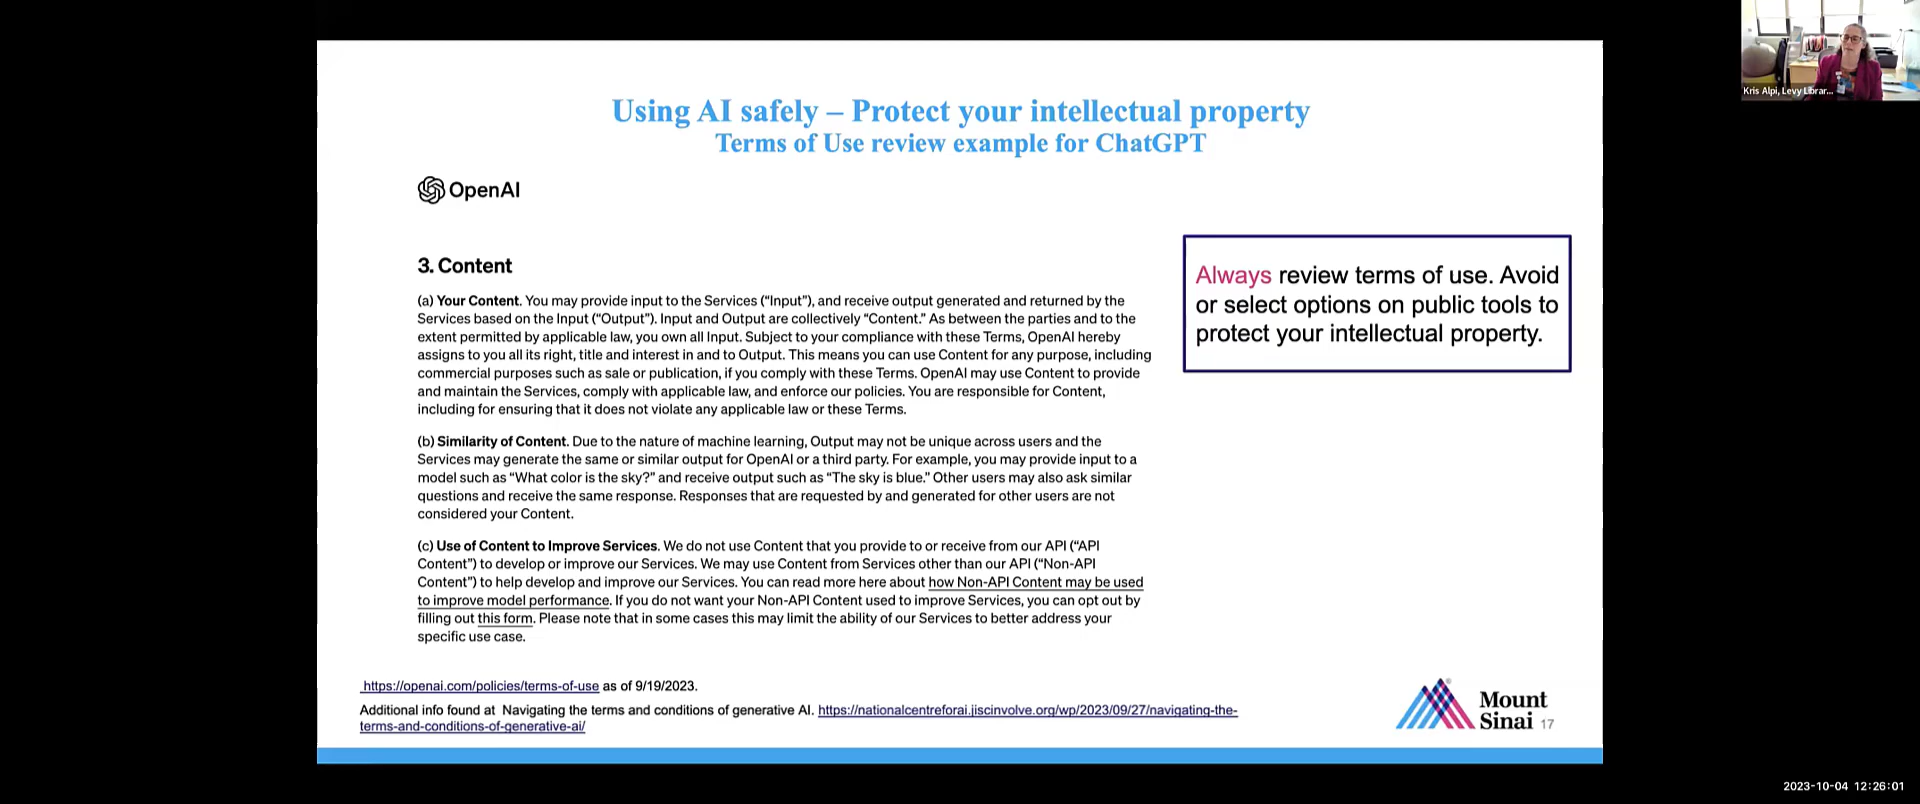 Kris Alpi, Levy Librar...
Using AI safely – Protect your intellectual property
Terms of Use review example for ChatGPT
OpenAI
3. Content
(a) Your Content. You may provide input to the Services (“Input”), and receive output generated and returned by the
Services based on the Input (“Output”). Input and Output are collectively “Content.” As between the parties and to the
extent permitted by applicable law, you own all Input. Subject to your compliance with these Terms, OpenAI hereby
assigns to you all its right, title and interest in and to Output. This means you can use Content for any purpose, including
commercial purposes such as sale or publication, if you comply with these Terms. OpenAI may use Content to provide
and maintain the Services, comply with applicable law, and enforce our policies. You are responsible for Content,
including for ensuring that it does not violate any applicable law or these Terms.
(b) Similarity of Content. Due to the nature of machine learning, Output may not be unique across users and the
Services may generate the same or similar output for OpenAI or a third party. For example, you may provide input to a
model such as “What color is the sky?” and receive output such as “The sky is blue.” Other users may also ask similar
questions and receive the same response. Responses that are requested by and generated for other users are not
considered your Content.
(c) Use of Content to Improve Services. We do not use Content that you provide to or receive from our API (“API
Content”) to develop or improve our Services. We may use Content from Services other than our API (“Non-API
Content”) to help develop and improve our Services. You can read more here about how Non-API Content may be used
to improve model performance. If you do not want your Non-API Content used to improve Services, you can opt out by
filling out this form. Please note that in some cases this may limit the ability of our Services to better address your
specific use case.
Always review terms of use. Avoid
or select options on public tools to
protect your intellectual property.
https://openai.com/policies/terms-of-use as of 9/19/2023.
Additional info found at Navigating the terms and conditions of generative AI. https://nationalcentreforai.jiscinvolve.org/wp/2023/09/27/navigating-the-
terms-and-conditions-of-generative-ai/
Mount
Sinai 17
2023-10-04 12:26:01